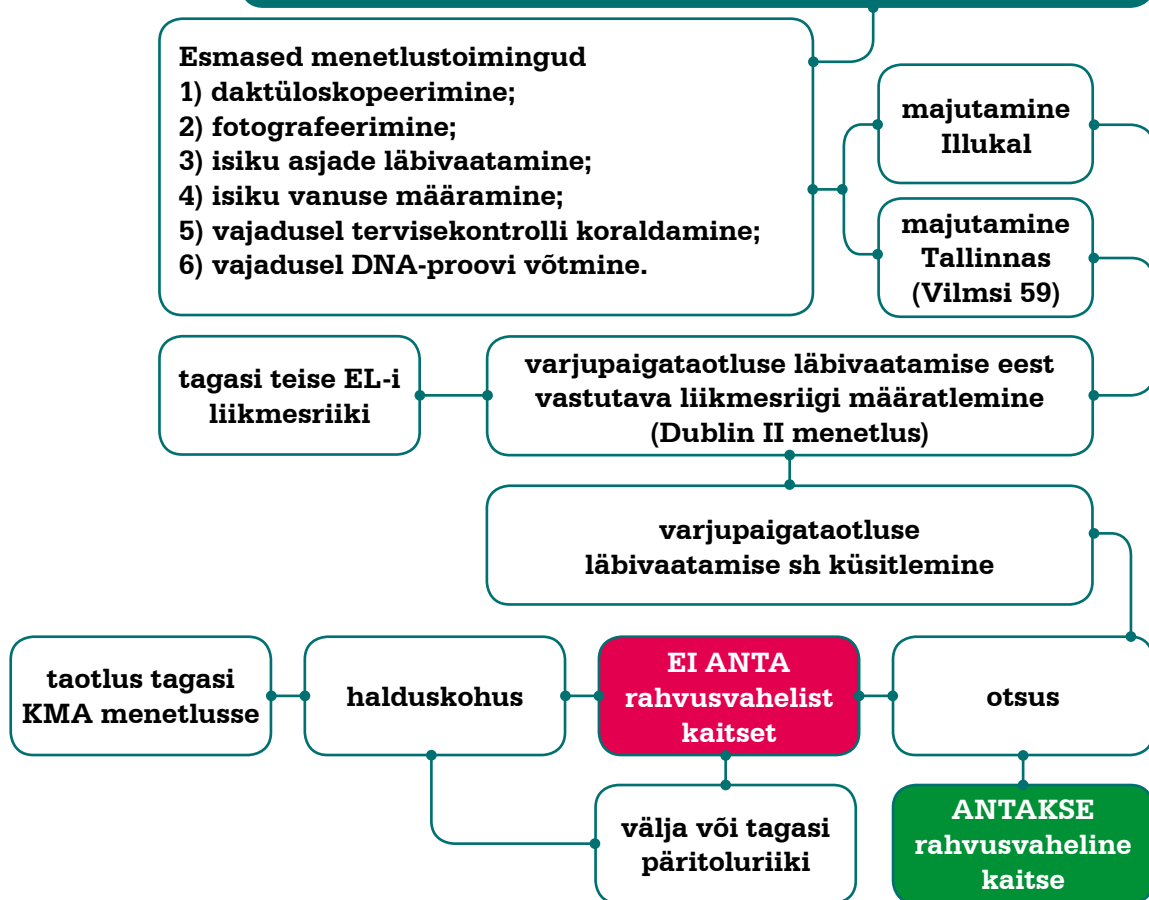 Esmased menetlustoimingud
1) daktüloskopeerimine;
2) fotografeerimine;
3) isiku asjade läbivaatamine;
4) isiku vanuse määramine;
5) vajadusel tervisekontrolli koraldamine;
6) vajadusel DNA-proovi võtmine.
majutamine
Illukal
majutamine
Tallinnas
(Vilmsi 59)
tagasi teise EL-i
liikmesriiki
varjupaigataotluse läbivaatamise eest
vastutava liikmesriigi määratlemine
(Dublin II menetlus)
varjupaigataotluse
läbivaatamise sh küsitlemine
taotlus tagasi
KMA menetlusse
halduskohus
EI ANTA
rahvusvahelist
kaitset
otsus
välja või tagasi
päritoluriiki
ANTAKSE
rahvusvaheline
kaitse